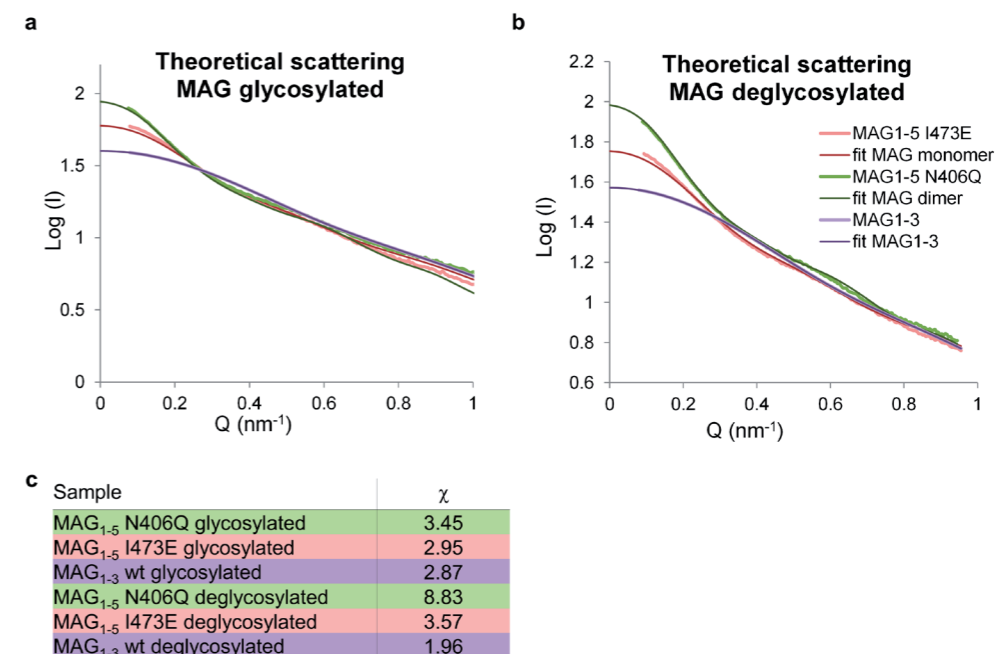 a
Theoretical scattering
MAG glycosylated
Log (I)
2
1.5
1
0.5
0
0 0.2 0.4 0.6 0.8 1
Q (nm-1)
b
Theoretical scattering
MAG deglycosylated
Log (I)
2.2
2
1.8
1.6
1.4
1.2
1
0.8
0.6
0 0.2 0.4 0.6 0.8 1
Q (nm-1)
MAG1-5 I473E
fit MAG monomer
MAG1-5 N406Q
fit MAG dimer
MAG1-3
fit MAG1-3
c
Sample χ
MAG1-5 N406Q glycosylated 3.45
MAG1-5 I473E glycosylated 2.95
MAG1-3 wt glycosylated 2.87
MAG1-5 N406Q deglycosylated 8.83
MAG1-5 I473E deglycosylated 3.57
MAG1-3 wt deglycosylated 1.96